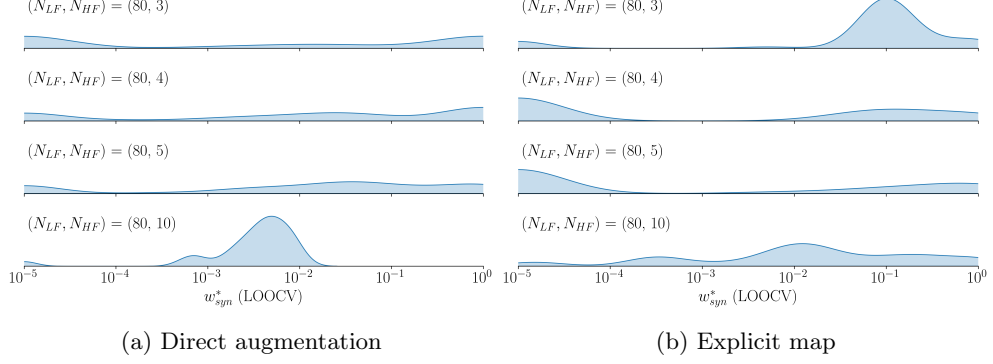 (N_LF, N_HF) = (80, 3)
(N_LF, N_HF) = (80, 4)
(N_LF, N_HF) = (80, 5)
(N_LF, N_HF) = (80, 10)
10^−5 10^−4 10^−3 10^−2 10^−1 10^0
w*_syn (LOOCV)
(a) Direct augmentation
(N_LF, N_HF) = (80, 3)
(N_LF, N_HF) = (80, 4)
(N_LF, N_HF) = (80, 5)
(N_LF, N_HF) = (80, 10)
10^−5 10^−4 10^−3 10^−2 10^−1 10^0
w*_syn (LOOCV)
(b) Explicit map